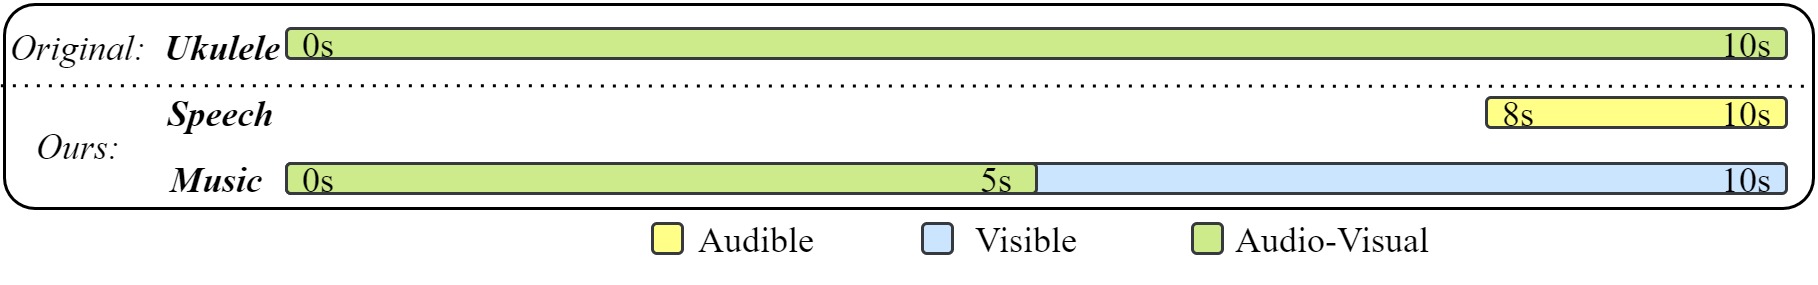 Original: Ukulele 0s 10s
Speech 8s 10s
Ours:
Music 0s 5s 10s
Audible Visible Audio-Visual